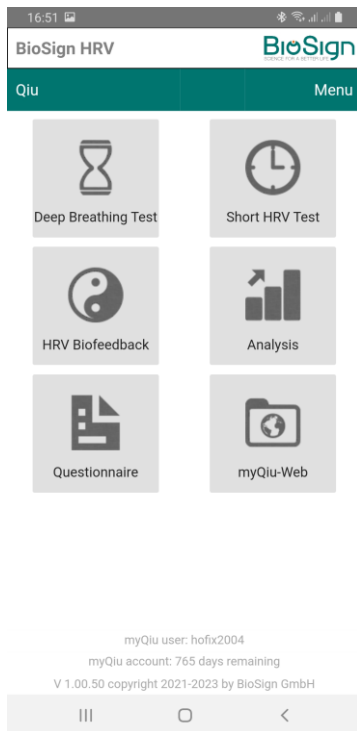 16:51
BioSign HRV
BioSign
SCIENCE FOR A BETTER LIFE
Qiu
Menu
Deep Breathing Test
Short HRV Test
HRV Biofeedback
Analysis
Questionnaire
myQiu-Web
myQiu user: hofix2004
myQiu account: 765 days remaining
V 1.00.50 copyright 2021-2023 by BioSign GmbH